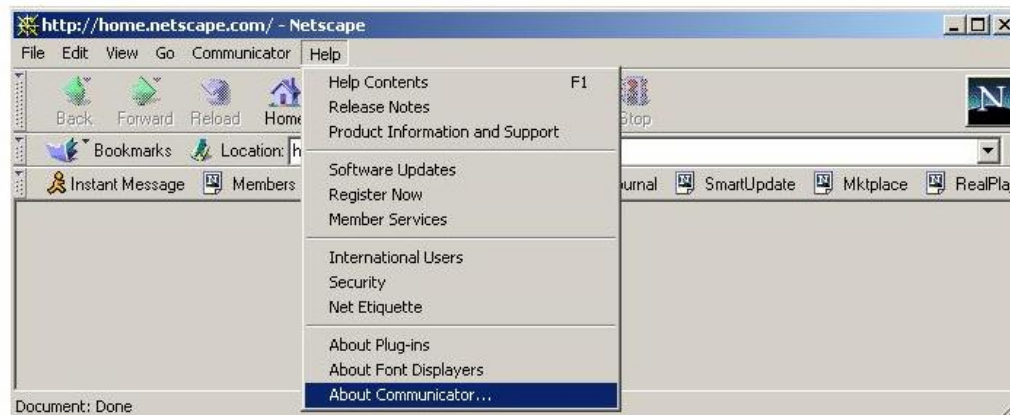 http://home.netscape.com/ - Netscape
File Edit View Go Communicator Help
Back Forward Reload Home Stop
Bookmarks Location: h
Instant Message Members SmartUpdate Mktplace
Help Contents F1
Release Notes
Product Information and Support
Software Updates
Register Now
Member Services
International Users
Security
Net Etiquette
About Plug-ins
About Font Displayers
About Communicator...
N
Document: Done